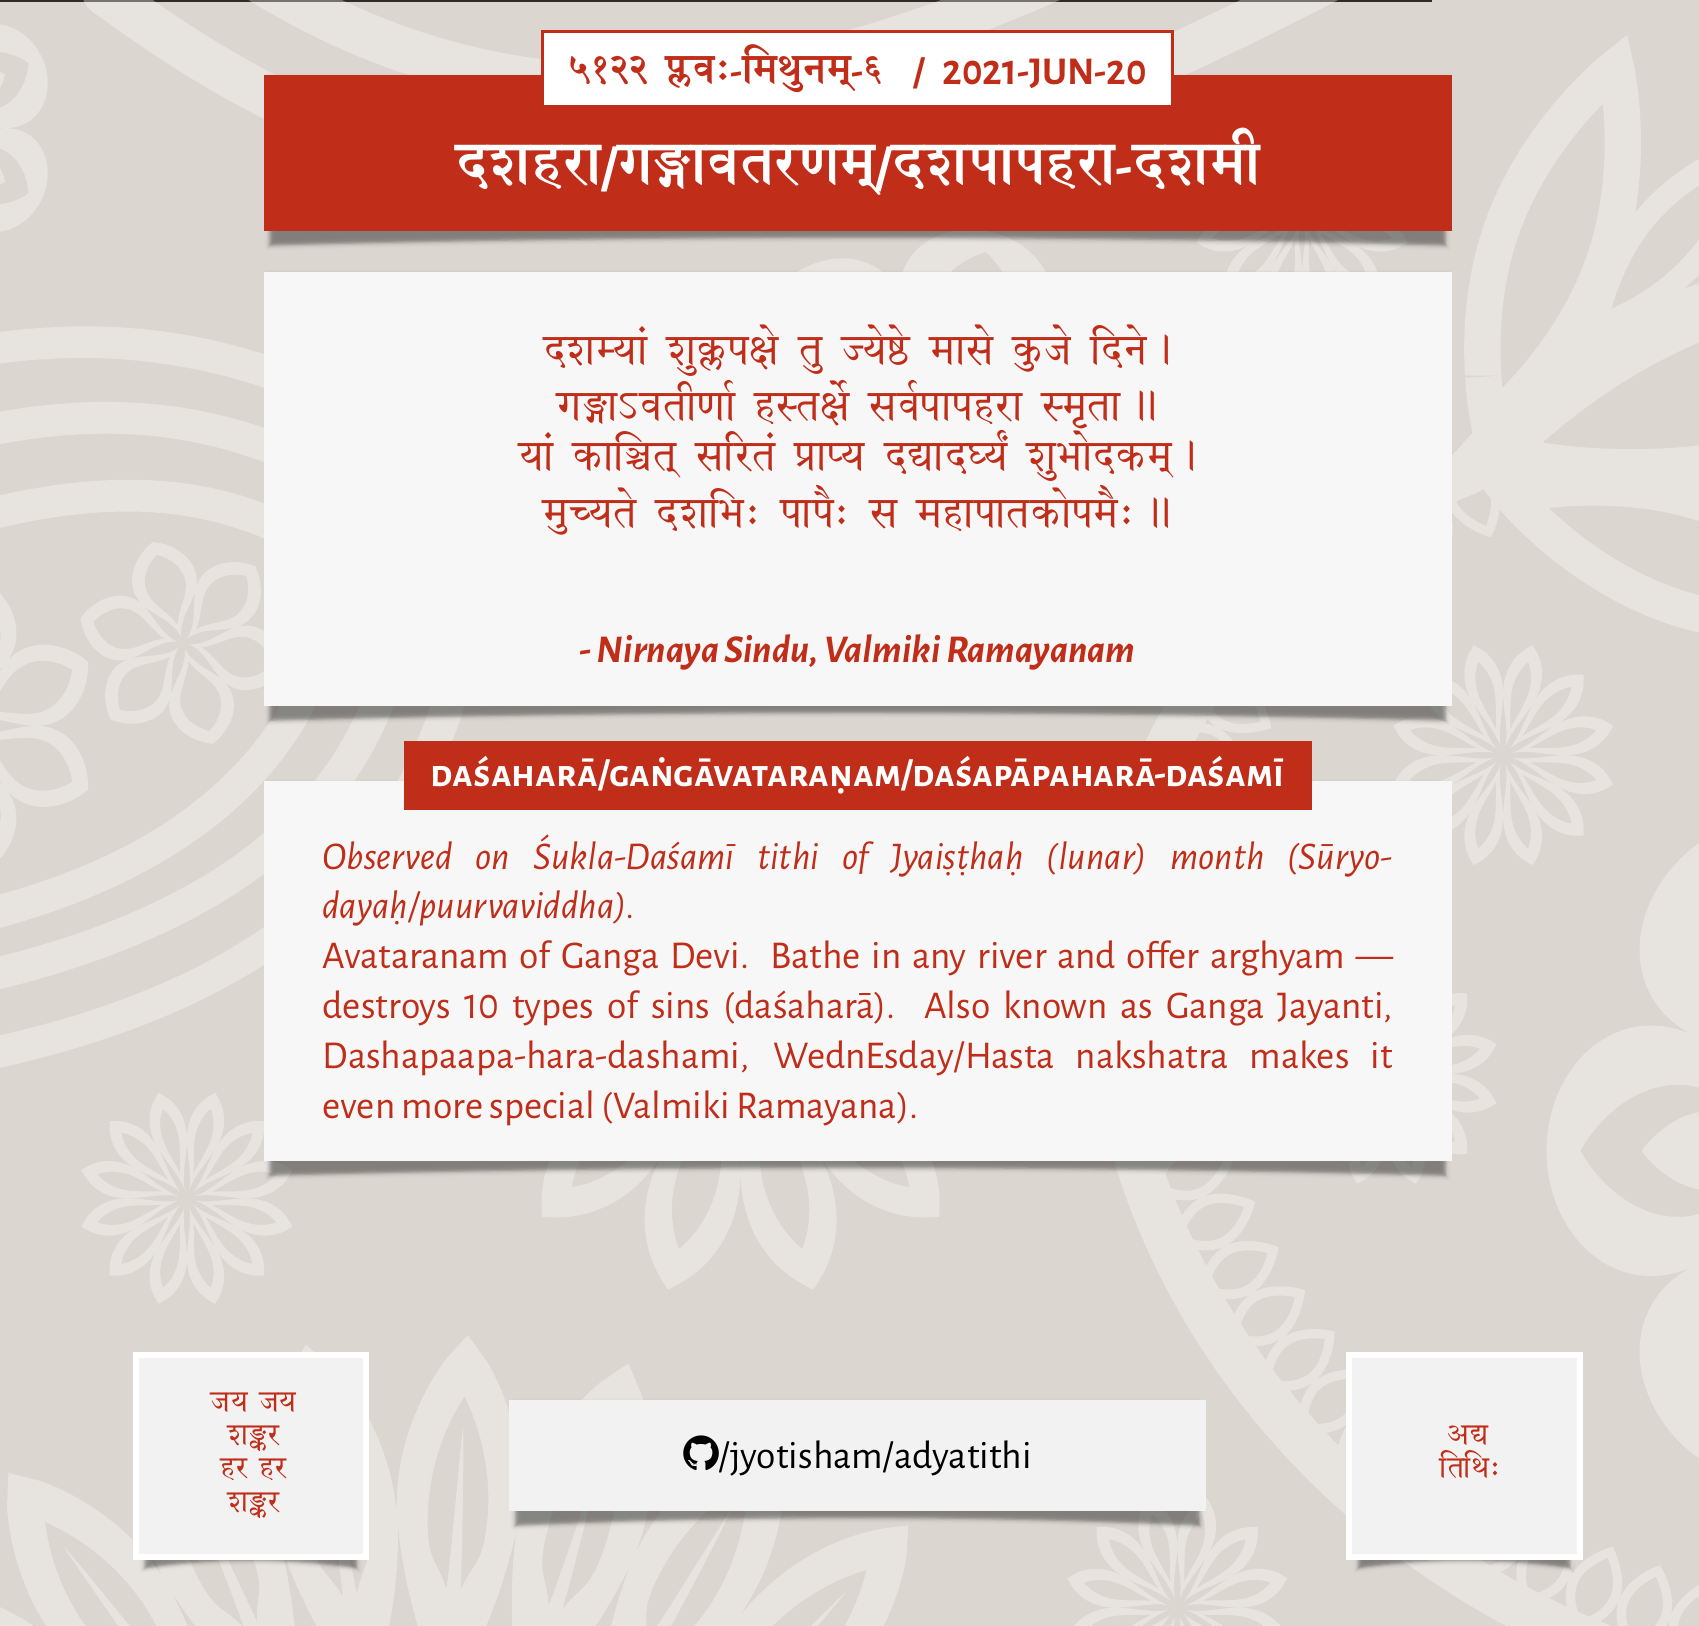 ५१२२ प्लवः-मिथुनम्-६ / 2021-JUN-20
दशहरा/गङ्गावतरणम्/दशपापहरा-दशमी
दशम्यां शुक्लपक्षे तु ज्येष्ठे मासे कुजे दिने।
गङ्गाऽवतीर्णा हस्तर्क्षे सर्वपापहरा स्मृता॥
यां काञ्चित् सरितं प्राप्य दद्यादर्घ्यं शुभोदकम्।
मुच्यते दशभिः पापैः स महापातकोपमैः॥
- Nirnaya Sindu, Valmiki Ramayanam
DAŚAHARĀ/GAṄGĀVATARAṆAM/DAŚAPĀPAHARĀ-DAŚAMĪ
Observed on Śukla-Daśamī tithi of Jyaiṣṭhaḥ (lunar) month (Sūryo-
dayaḥ/puurvaviddha).
Avataranam of Ganga Devi. Bathe in any river and offer arghyam —
destroys 10 types of sins (daśaharā). Also known as Ganga Jayanti,
Dashapaapa-hara-dashami, WednEsday/Hasta nakshatra makes it
even more special (Valmiki Ramayana).
जय जय
शङ्कर
हर हर
शङ्कर
/jyotisham/adyatithi
अद्य
तिथिः